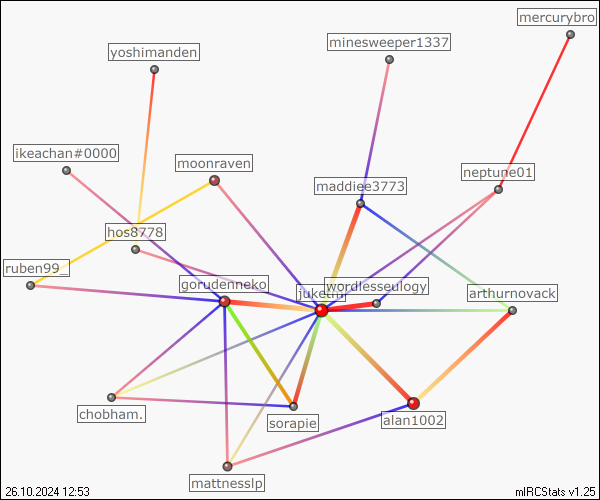 mercurybro
minesweeper1337
yoshimanden
ikeachan#0000
moonraven
neptune01
maddiee3773
hos8778
ruben99_
gorudenneko
wordlesseulogy
arthurnovack
chobham.
sorapie
alan1002
mattnesslp
26.10.2024 12:53
mIRCStats v1.25